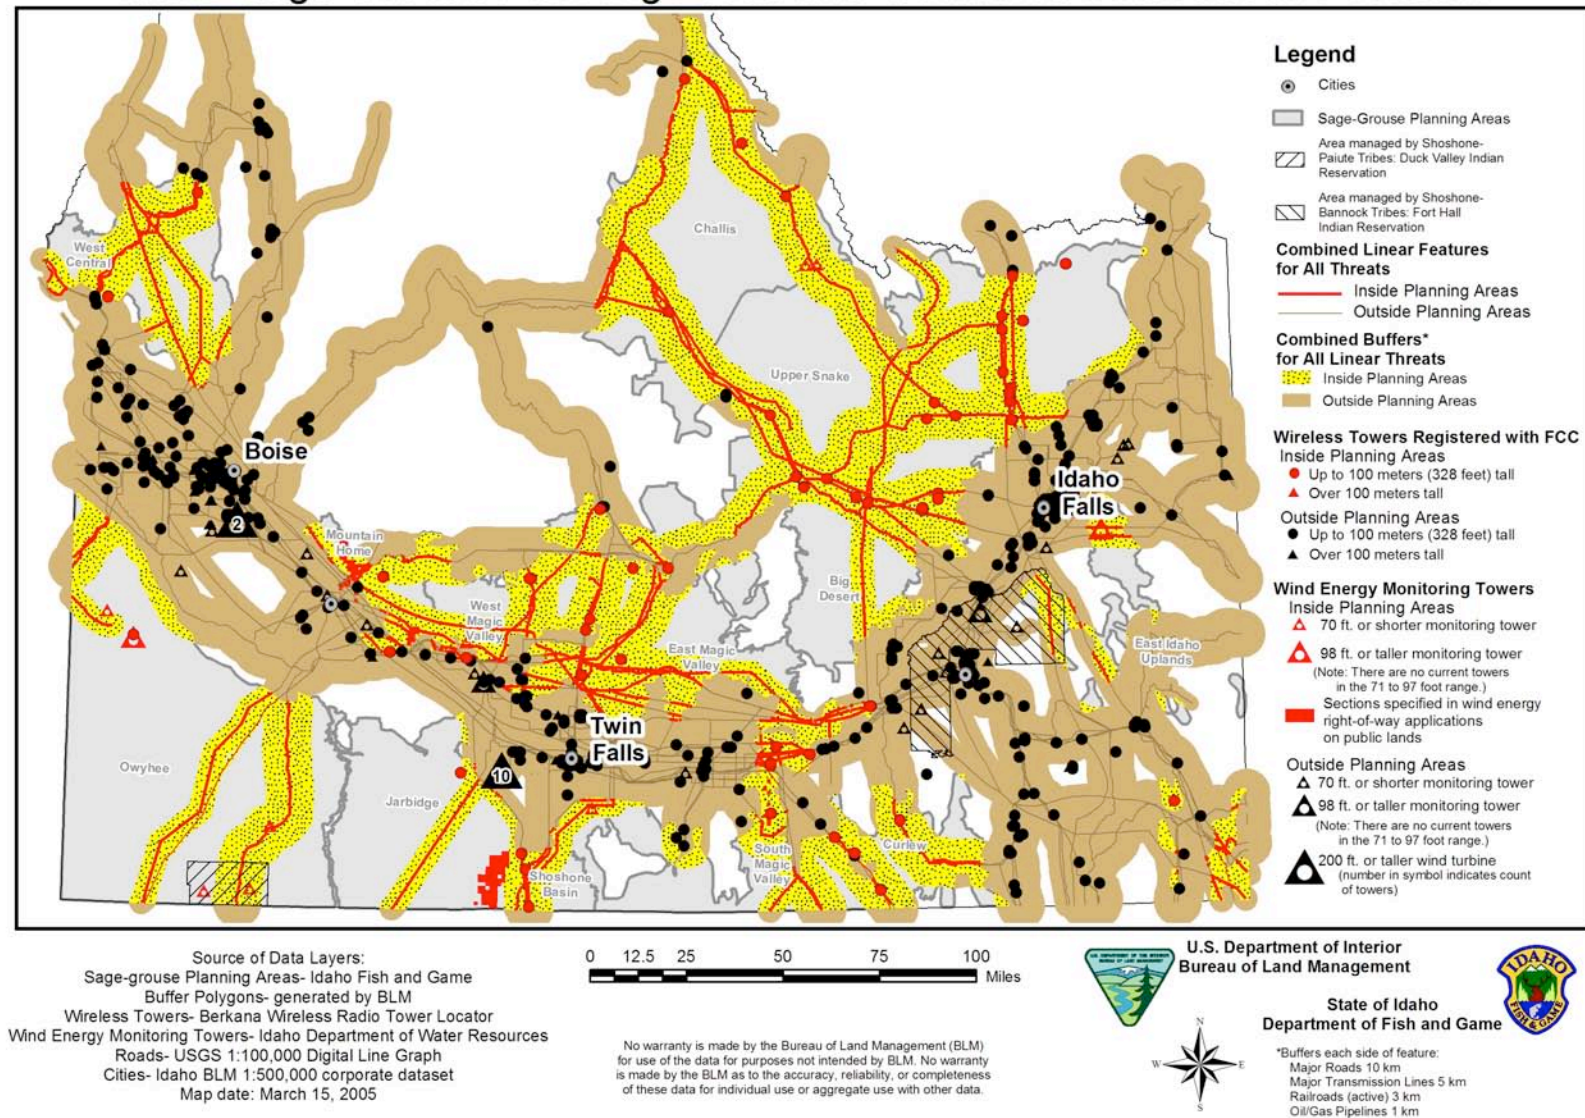 West
Central
Challis
Upper Snake
Boise
2
Mountain
Home
West
Magic
Valley
East Magic
Valley
Big
Desert
Idaho
Falls
East Idaho
Uplands
Twin
Falls
10
Owyhee
Jarbidge
Shoshone
Basin
South
Magic
Valley
Curlew
Legend
Cities
Sage-Grouse Planning Areas
Area managed by Shoshone-
Paiute Tribes: Duck Valley Indian
Reservation
Area managed by Shoshone-
Bannock Tribes: Fort Hall
Indian Reservation
Combined Linear Features
for All Threats
Inside Planning Areas
Outside Planning Areas
Combined Buffers*
for All Linear Threats
Inside Planning Areas
Outside Planning Areas
Wireless Towers Registered with FCC
Inside Planning Areas
Up to 100 meters (328 feet) tall
Over 100 meters tall
Outside Planning Areas
Up to 100 meters (328 feet) tall
Over 100 meters tall
Wind Energy Monitoring Towers
Inside Planning Areas
70 ft. or shorter monitoring tower
98 ft. or taller monitoring tower
(Note: There are no current towers
in the 71 to 97 foot range.)
Sections specified in wind energy
right-of-way applications
on public lands
Outside Planning Areas
70 ft. or shorter monitoring tower
98 ft. or taller monitoring tower
(Note: There are no current towers
in the 71 to 97 foot range.)
200 ft. or taller wind turbine
(number in symbol indicates count
of towers)
Source of Data Layers:
Sage-grouse Planning Areas- Idaho Fish and Game
Buffer Polygons- generated by BLM
Wireless Towers- Berkana Wireless Radio Tower Locator
Wind Energy Monitoring Towers- Idaho Department of Water Resources
Roads- USGS 1:100,000 Digital Line Graph
Cities- Idaho BLM 1:500,000 corporate dataset
Map date: March 15, 2005
0 12.5 25 50 75 100
Miles
No warranty is made by the Bureau of Land Management (BLM)
for use of the data for purposes not intended by BLM. No warranty
is made by the BLM as to the accuracy, reliability, or completeness
of these data for individual use or aggregate use with other data.
U.S. Department of Interior
Bureau of Land Management
State of Idaho
Department of Fish and Game
IDAHO
FISH & GAME
N
W E
S
*Buffers each side of feature:
Major Roads 10 km
Major Transmission Lines 5 km
Railroads (active) 3 km
Oil/Gas Pipelines 1 km